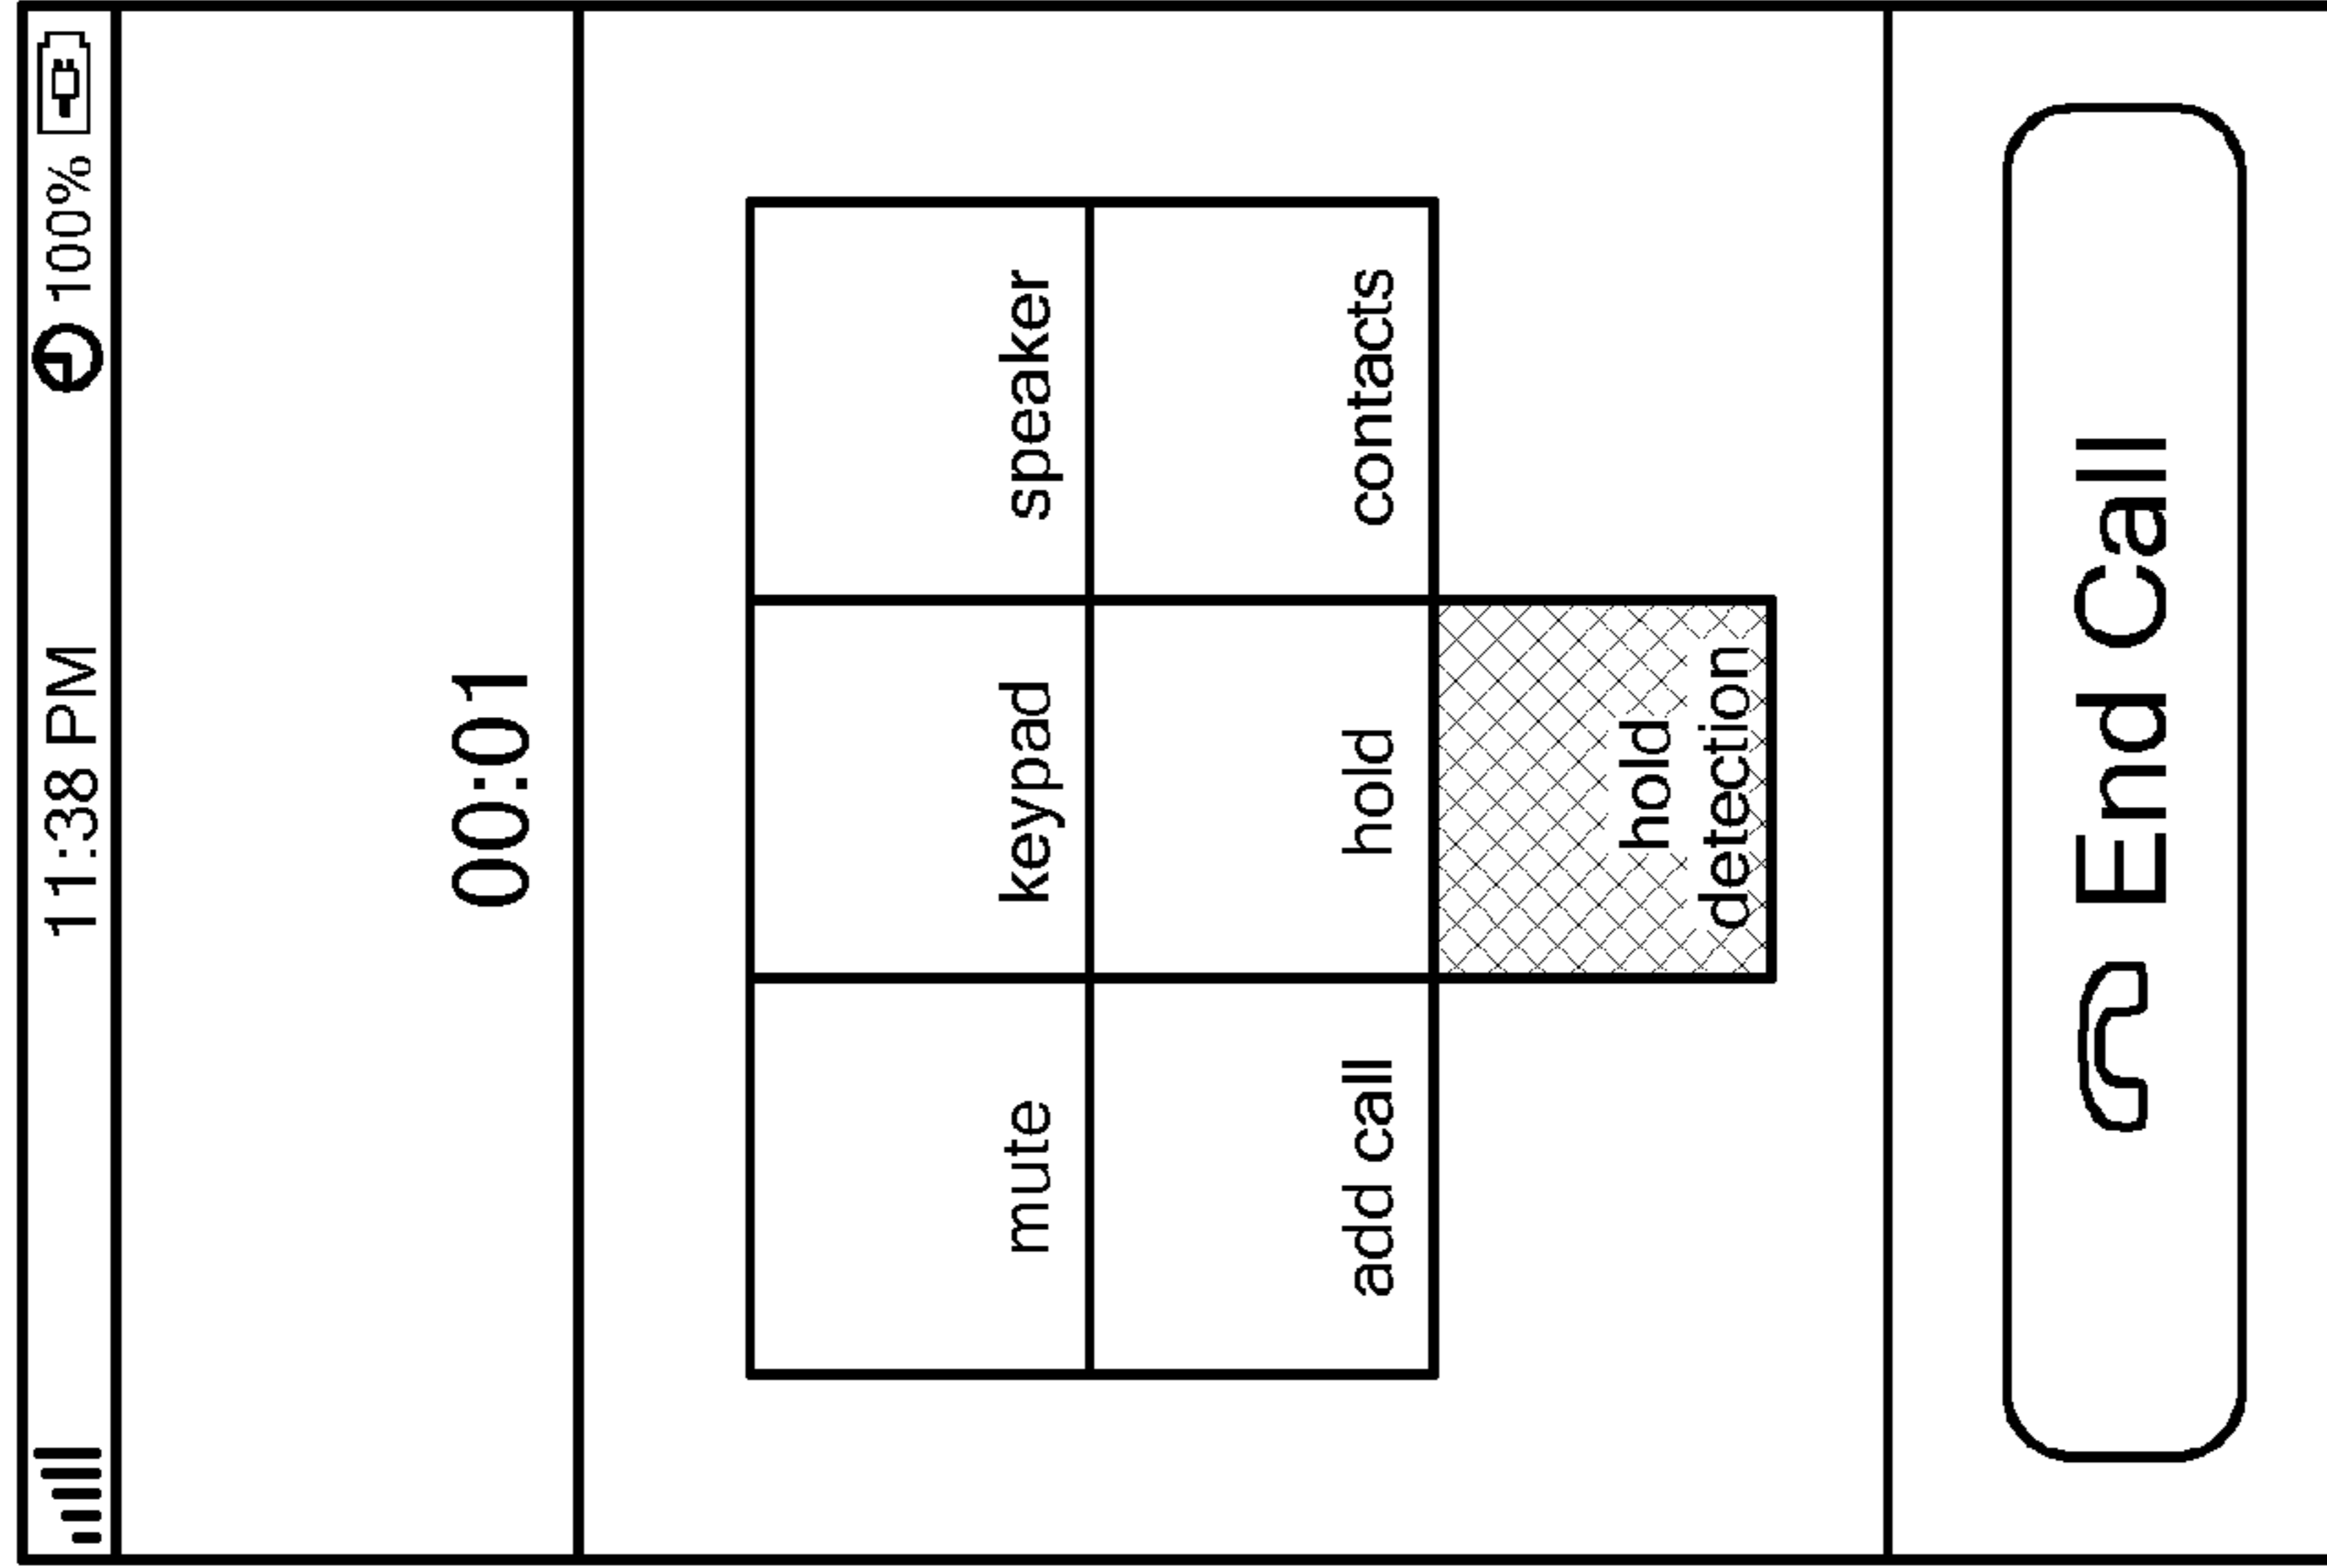 11:38 PM 100%
00:01
mute keypad speaker
add call hold contacts
hold
detection
End Call